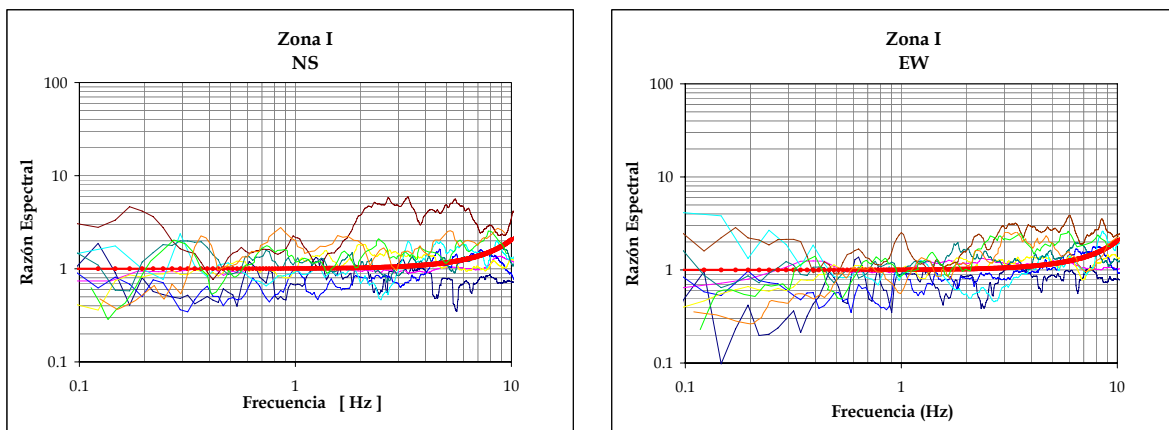 Zona I
NS
100
10
1
0.1
Razón Espectral
0.1
1
10
Frecuencia [ Hz ]
Zona I
EW
100
10
1
0.1
Razón Espectral
0.1
1
10
Frecuencia (Hz)